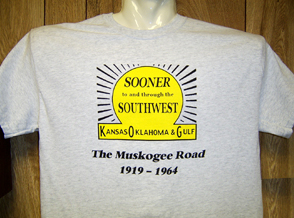 SOONER
to and through the
SOUTHWEST
KANSAS OKLAHOMA & GULF
The Muskogee Road
1919 – 1964